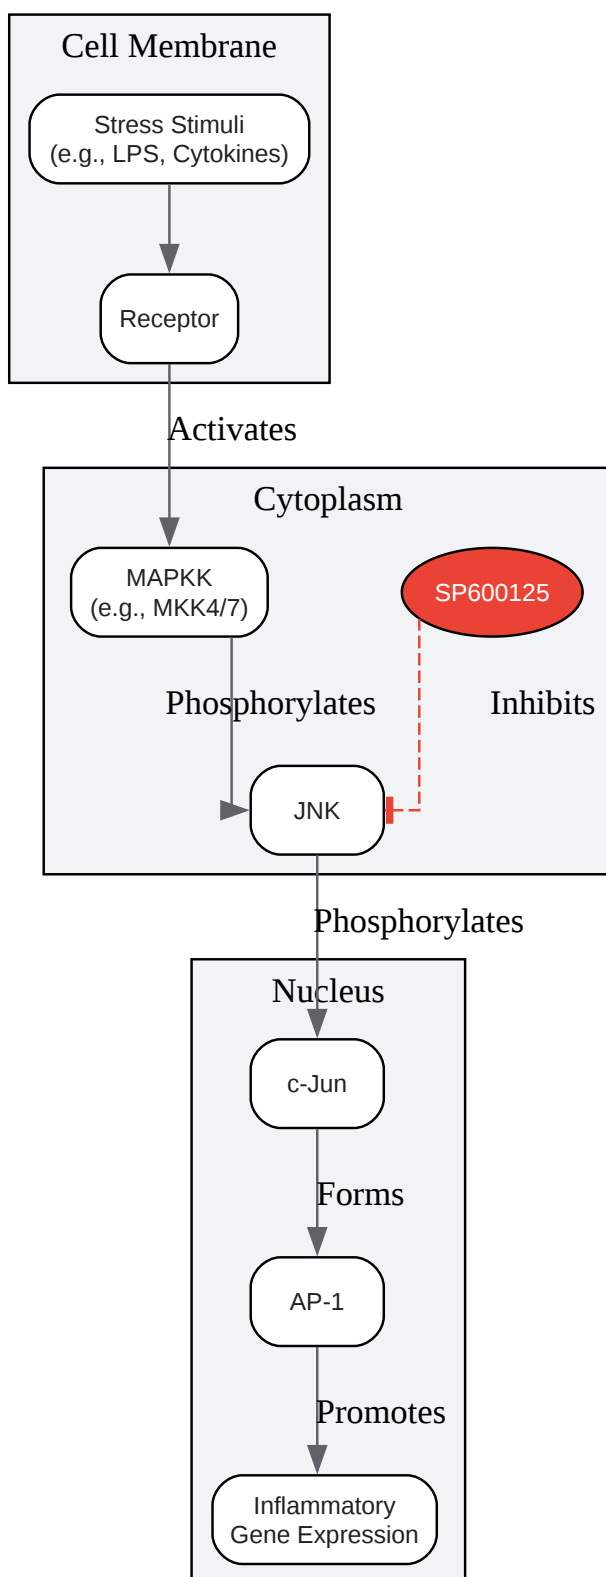 Cell Membrane
Stress Stimuli
(e.g., LPS, Cytokines)
Receptor
Activates
Cytoplasm
MAPKK
(e.g., MKK4/7)
SP600125
Phosphorylates
Inhibits
JNK
Phosphorylates
Nucleus
c-Jun
Forms
AP-1
Promotes
Inflammatory
Gene Expression